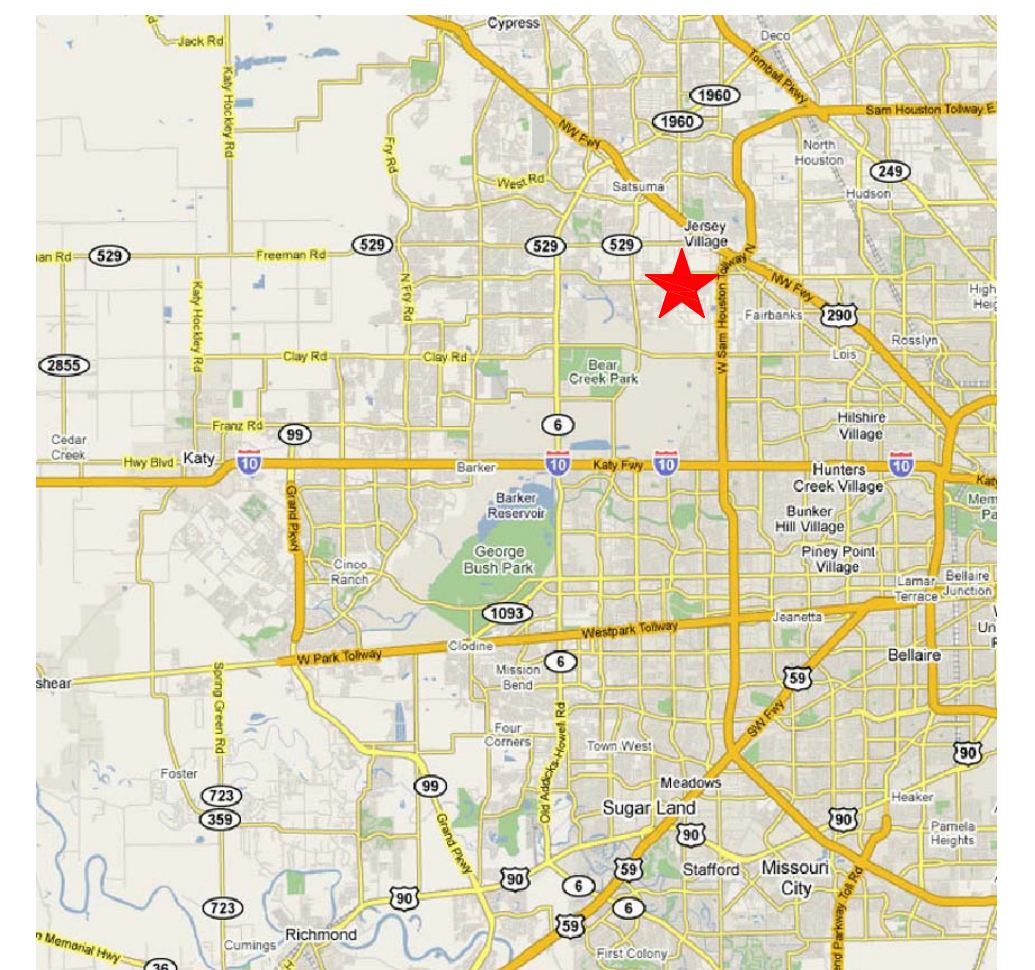 Cypress
Deco
Jack Rd
Katy Hockley Rd
Tomball Pkwy
1960
Sam Houston Tollway E
1960
NW Fwy
Fry Rd
North
Houston
249
West Rd
Satsuma
Hudson
Jersey
Village
529
529
529
529
Freeman Rd
W Sam Houston Tollway N
N Fry Rd
Katy Hockley Rd
NW Fwy
290
Fairbanks
Rosslyn
Lois
Clay Rd
Clay Rd
2855
Bear
Creek Park
Hilshire
Village
6
Franz Rd
99
Cedar
Creek
Hwy Blvd
Katy
10
Barker
10
Katy Fwy
10
10
Hunters
Creek Village
Grand Pkwy
Barker
Reservoir
Bunker
Hill Village
George
Bush Park
Piney Point
Village
Cinco
Ranch
Lamar
Terrace
Bellaire
Junction
1093
Jeanetta
Westpark Tollway
Clodine
W Park Tollway
Bellaire
6
Mission
Bend
59
Spring Green Rd
SW Fwy
Four
Corners
Old Addicks-Howell Rd
Town West
90
Foster
Meadows
99
723
Heaker
Sugar Land
359
90
90
Pamela
Heights
Grand Pkwy
59
Stafford
Missouri
City
90
6
90
723
6
59
Richmond
Cumings
First Colony
36